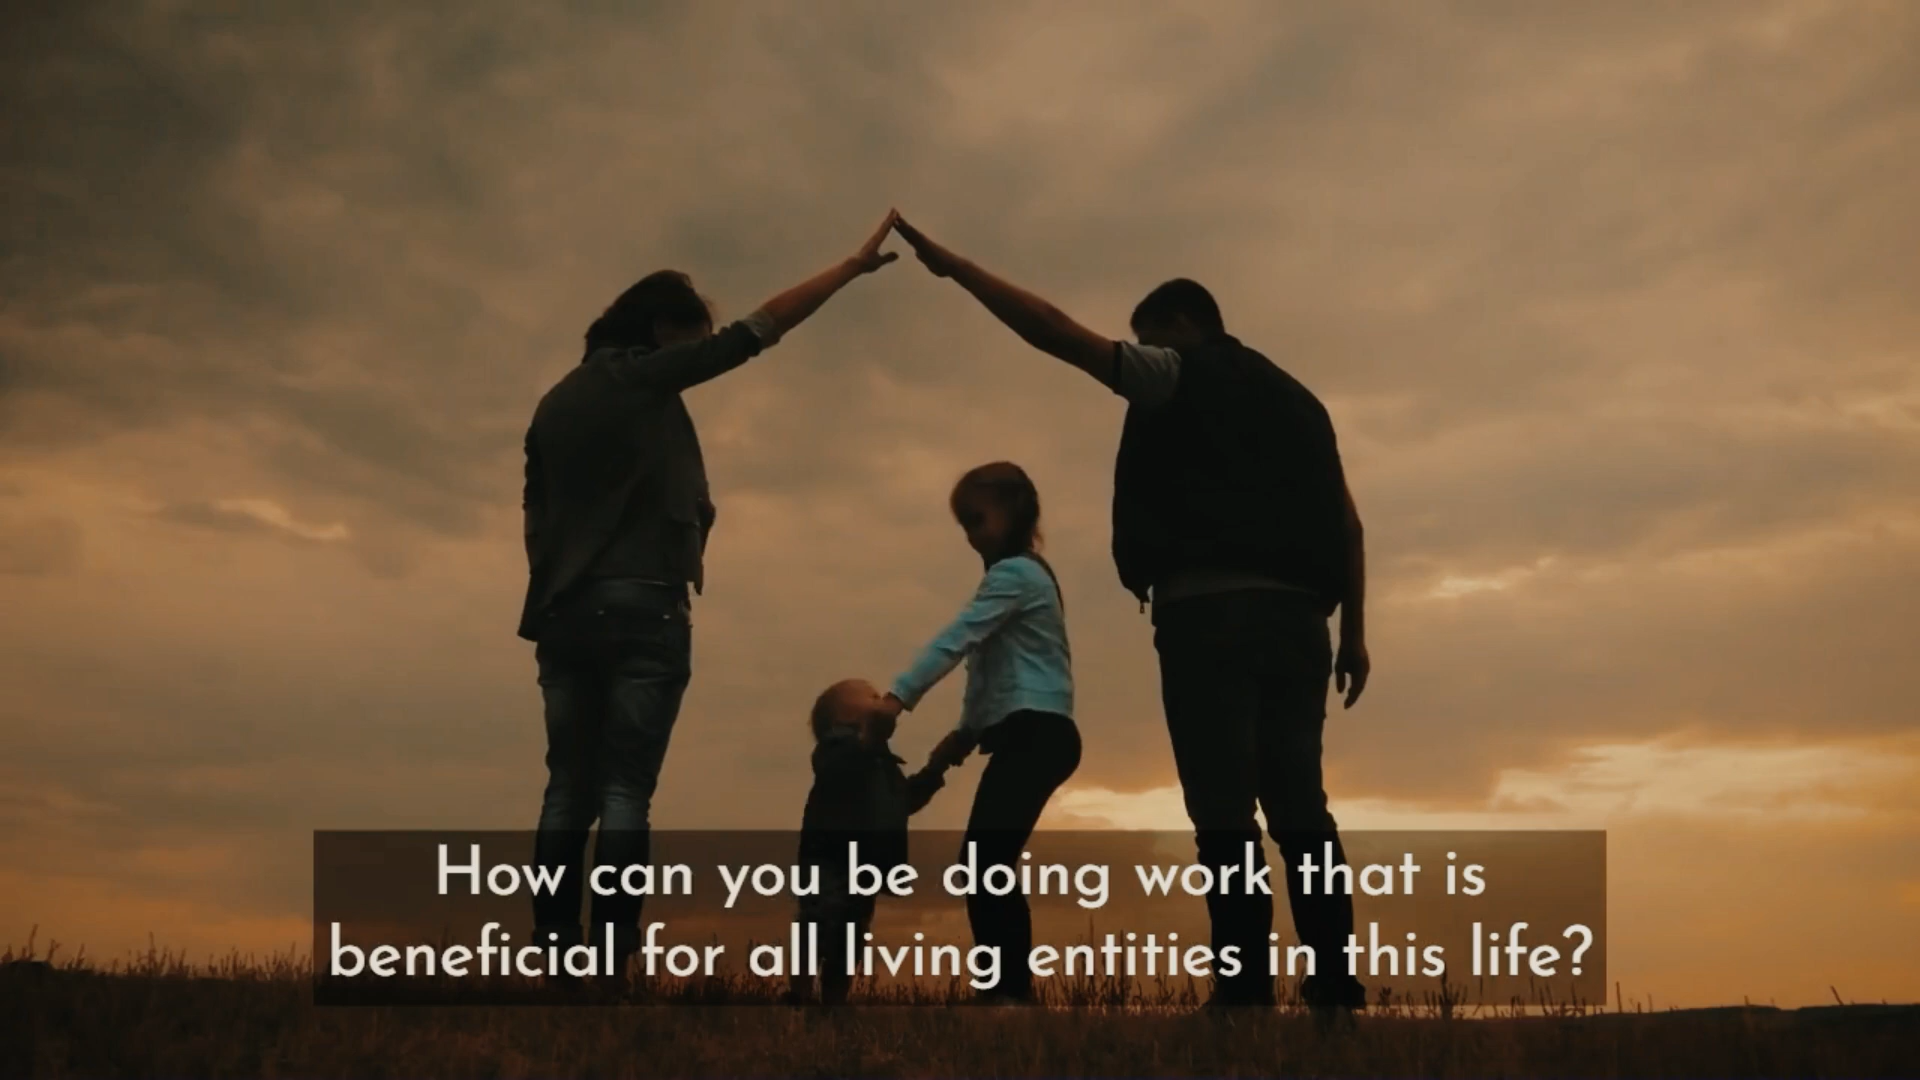 How can you be doing work that is
beneficial for all living entities in this life?